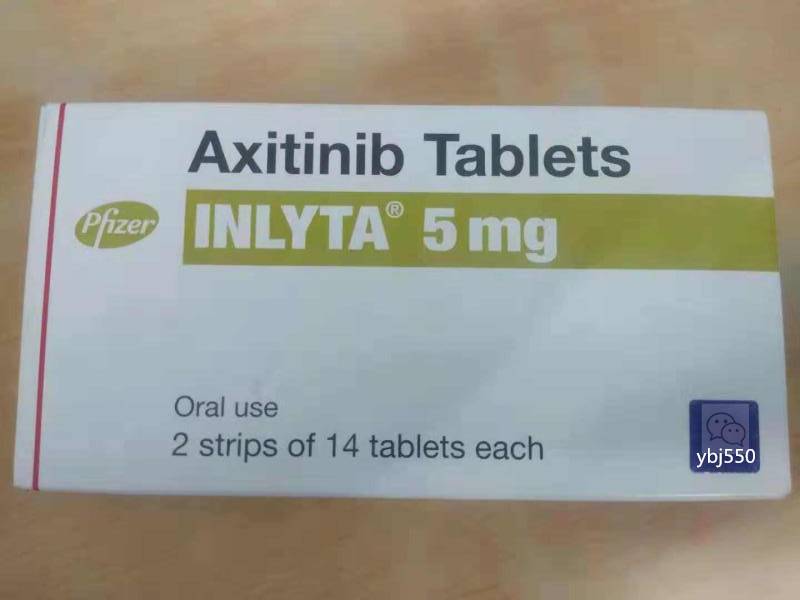 Axitinib Tablets
Pfizer
INLYTA® 5 mg
Oral use
2 strips of 14 tablets each
ybj550